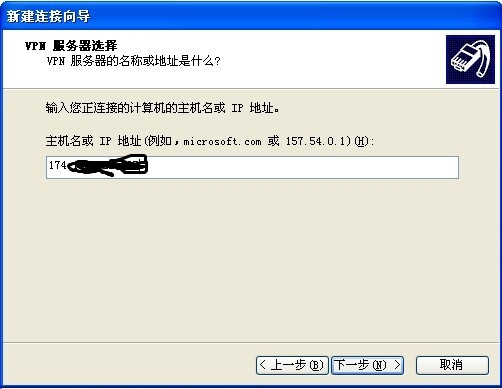 新建连接向导
VPN 服务器选择
VPN 服务器的名称或地址是什么?
输入您正连接的计算机的主机名或 IP 地址。
主机名或 IP 地址(例如，microsoft.com 或 157.54.0.1)(H):
174
< 上一步(B) 下一步(N) > 取消